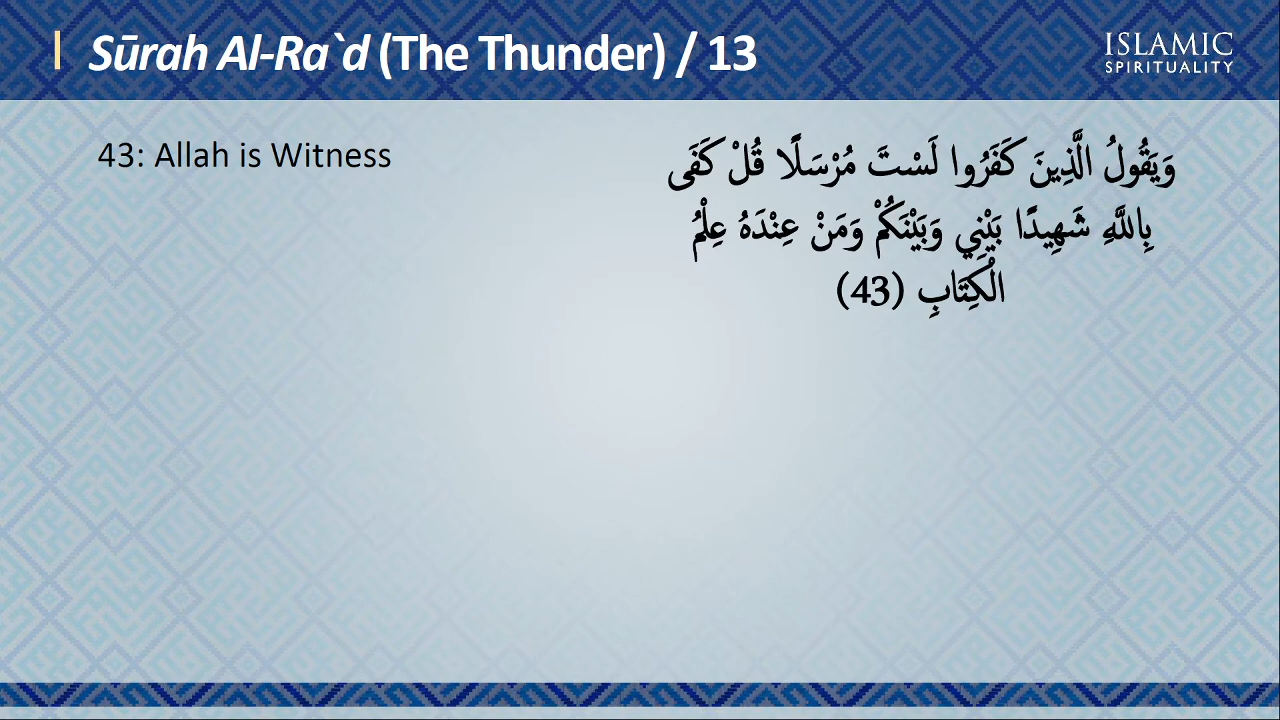 Sūrah Al-Ra`d (The Thunder) / 13
ISLAMIC
SPIRITUALITY
43: Allah is Witness
وَيَقُولُ الَّذِينَ كَفَرُوا لَسْتَ مُرْسَلًا قُلْ كَفَى
بِاللَّهِ شَهِيدًا بَيْنِي وَبَيْنَكُمْ وَمَنْ عِنْدَهُ عِلْمُ
الْكِتَابِ (43)